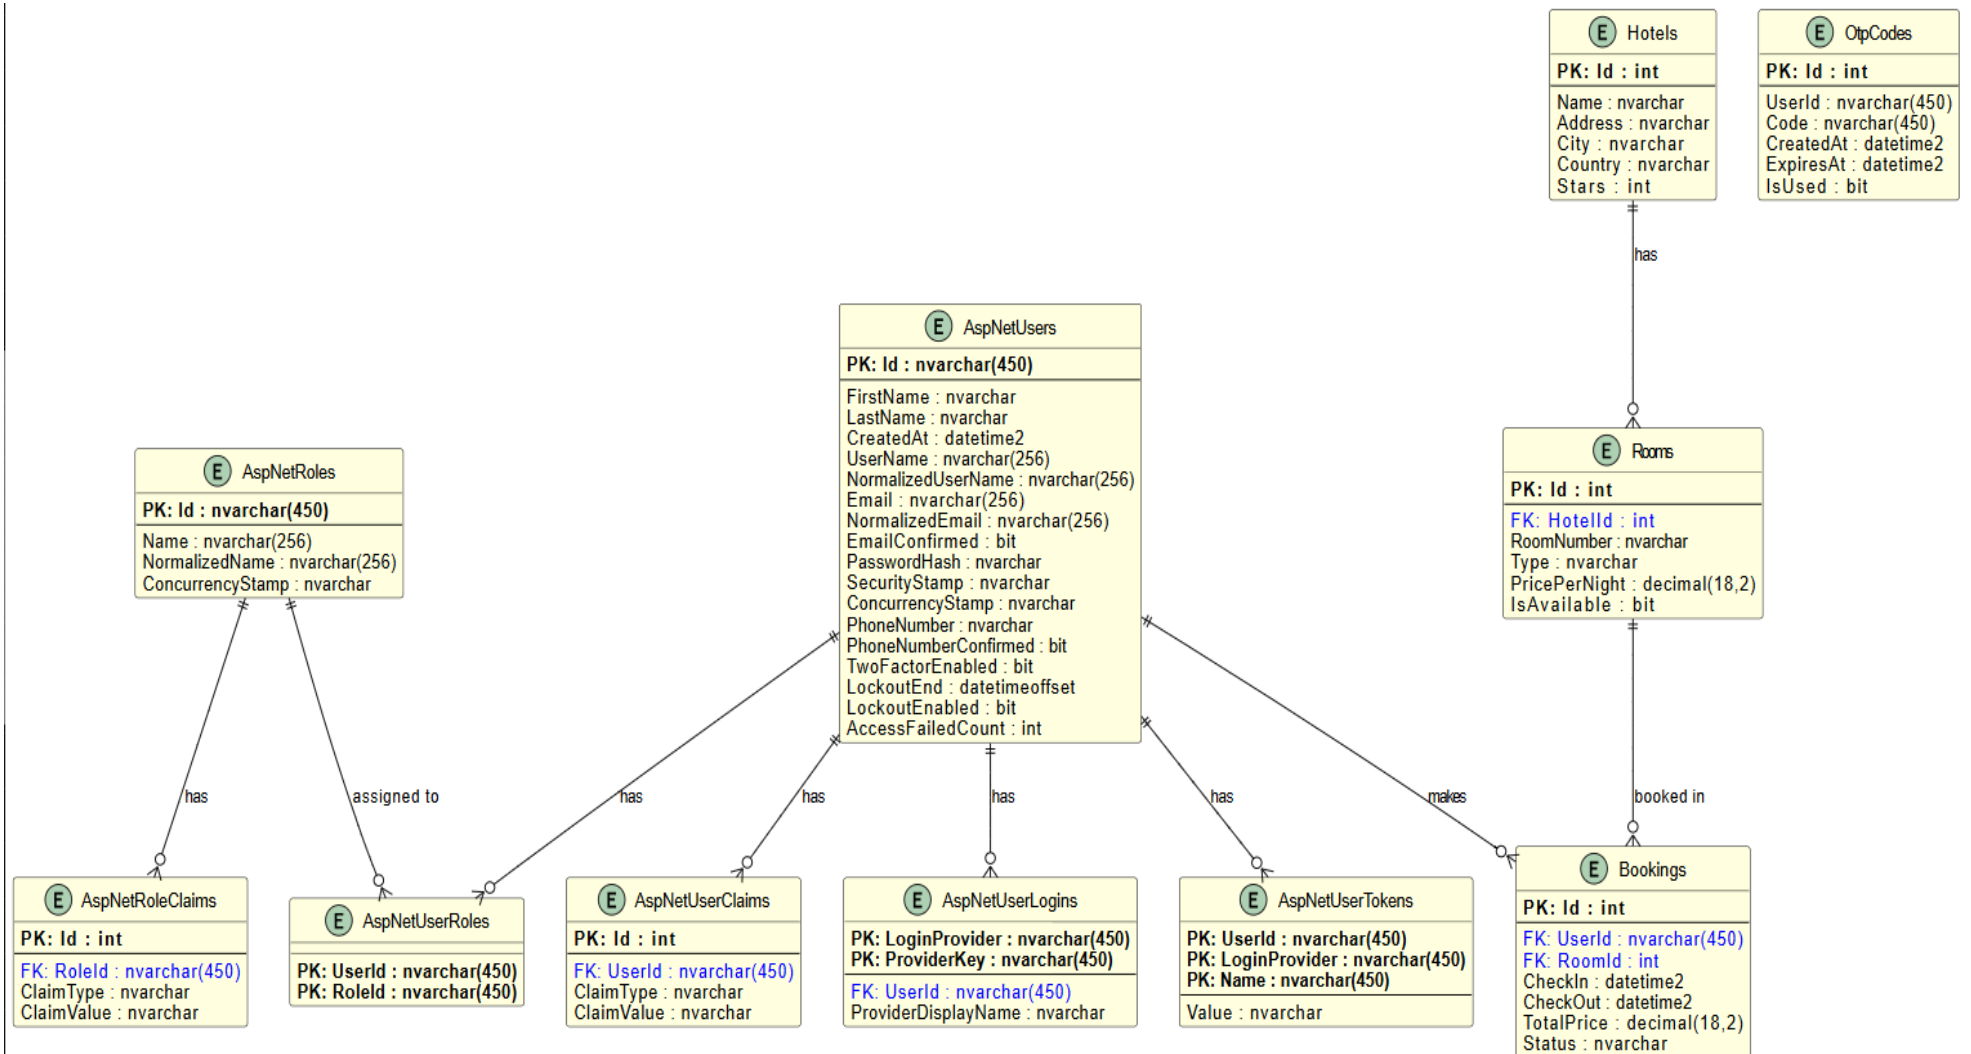 E Hotels
PK: Id : int
Name : nvarchar
Address : nvarchar
City : nvarchar
Country : nvarchar
Stars : int
E OtpCodes
PK: Id : int
UserId : nvarchar(450)
Code : nvarchar(450)
CreatedAt : datetime2
ExpiresAt : datetime2
IsUsed : bit
has
E AspNetUsers
PK: Id : nvarchar(450)
FirstName : nvarchar
LastName : nvarchar
CreatedAt : datetime2
UserName : nvarchar(256)
NormalizedUserName : nvarchar(256)
Email : nvarchar(256)
NormalizedEmail : nvarchar(256)
EmailConfirmed : bit
PasswordHash : nvarchar
SecurityStamp : nvarchar
ConcurrencyStamp : nvarchar
PhoneNumber : nvarchar
PhoneNumberConfirmed : bit
TwoFactorEnabled : bit
LockoutEnd : datetimeoffset
LockoutEnabled : bit
AccessFailedCount : int
E Rooms
PK: Id : int
FK: HotelId : int
RoomNumber : nvarchar
Type : nvarchar
PricePerNight : decimal(18,2)
IsAvailable : bit
E AspNetRoles
PK: Id : nvarchar(450)
Name : nvarchar(256)
NormalizedName : nvarchar(256)
ConcurrencyStamp : nvarchar
has
assigned to
has
has
has
has
makes
booked in
E AspNetRoleClaims
PK: Id : int
FK: RoleId : nvarchar(450)
ClaimType : nvarchar
ClaimValue : nvarchar
E AspNetUserRoles
PK: UserId : nvarchar(450)
PK: RoleId : nvarchar(450)
E AspNetUserClaims
PK: Id : int
FK: UserId : nvarchar(450)
ClaimType : nvarchar
ClaimValue : nvarchar
E AspNetUserLogins
PK: LoginProvider : nvarchar(450)
PK: ProviderKey : nvarchar(450)
FK: UserId : nvarchar(450)
ProviderDisplayName : nvarchar
E AspNetUserTokens
PK: UserId : nvarchar(450)
PK: LoginProvider : nvarchar(450)
PK: Name : nvarchar(450)
Value : nvarchar
E Bookings
PK: Id : int
FK: UserId : nvarchar(450)
FK: RoomId : int
CheckIn : datetime2
CheckOut : datetime2
TotalPrice : decimal(18,2)
Status : nvarchar